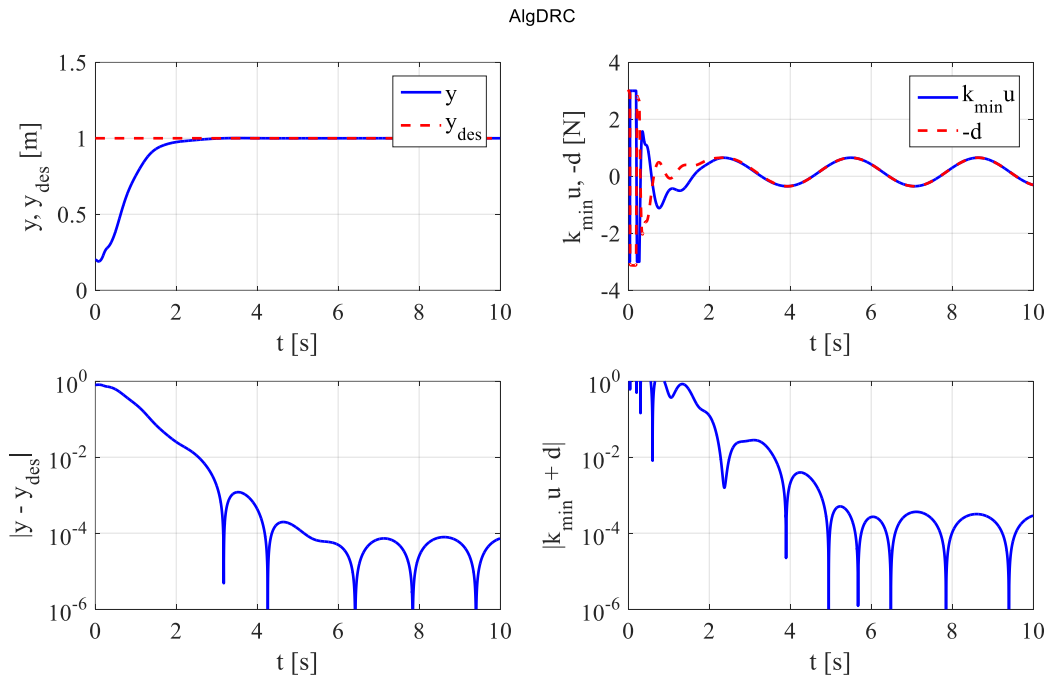 AlgDRC
y, y_des [m]
1.5
1
0.5
0
y
y_des
0 2 4 6 8 10
t [s]
k_min u, -d [N]
4
2
0
-2
-4
k_min u
-d
0 2 4 6 8 10
t [s]
|y - y_des|
10^0
10^-2
10^-4
10^-6
0 2 4 6 8 10
t [s]
|k_min u + d|
10^0
10^-2
10^-4
10^-6
0 2 4 6 8 10
t [s]